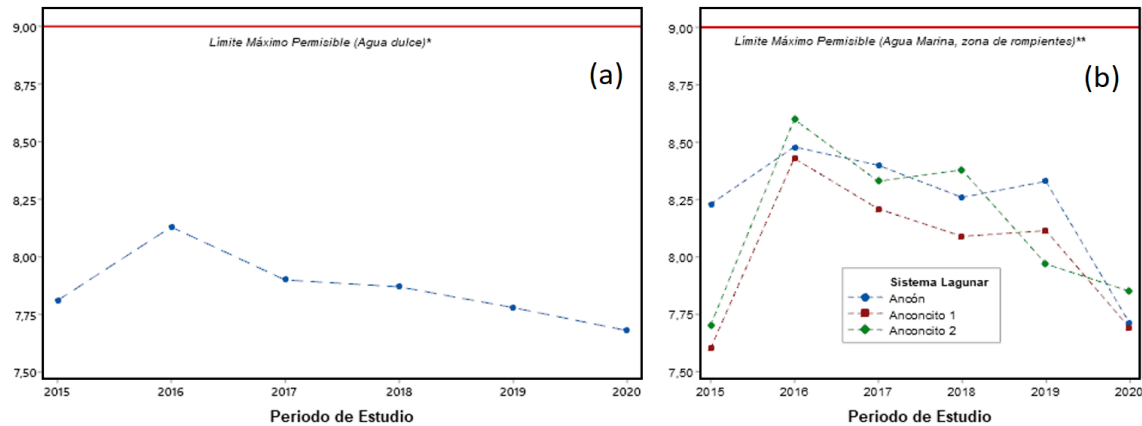 9,00
Límite Máximo Permisible (Agua dulce)*
(a)
8,75
8,50
8,25
8,00
7,75
7,50
2015 2016 2017 2018 2019 2020
Periodo de Estudio
9,00
Límite Máximo Permisible (Agua Marina, zona de rompientes)**
(b)
8,75
8,50
8,25
8,00
7,75
7,50
Sistema Lagunar
Ancón
Anconcito 1
Anconcito 2
2015 2016 2017 2018 2019 2020
Periodo de Estudio